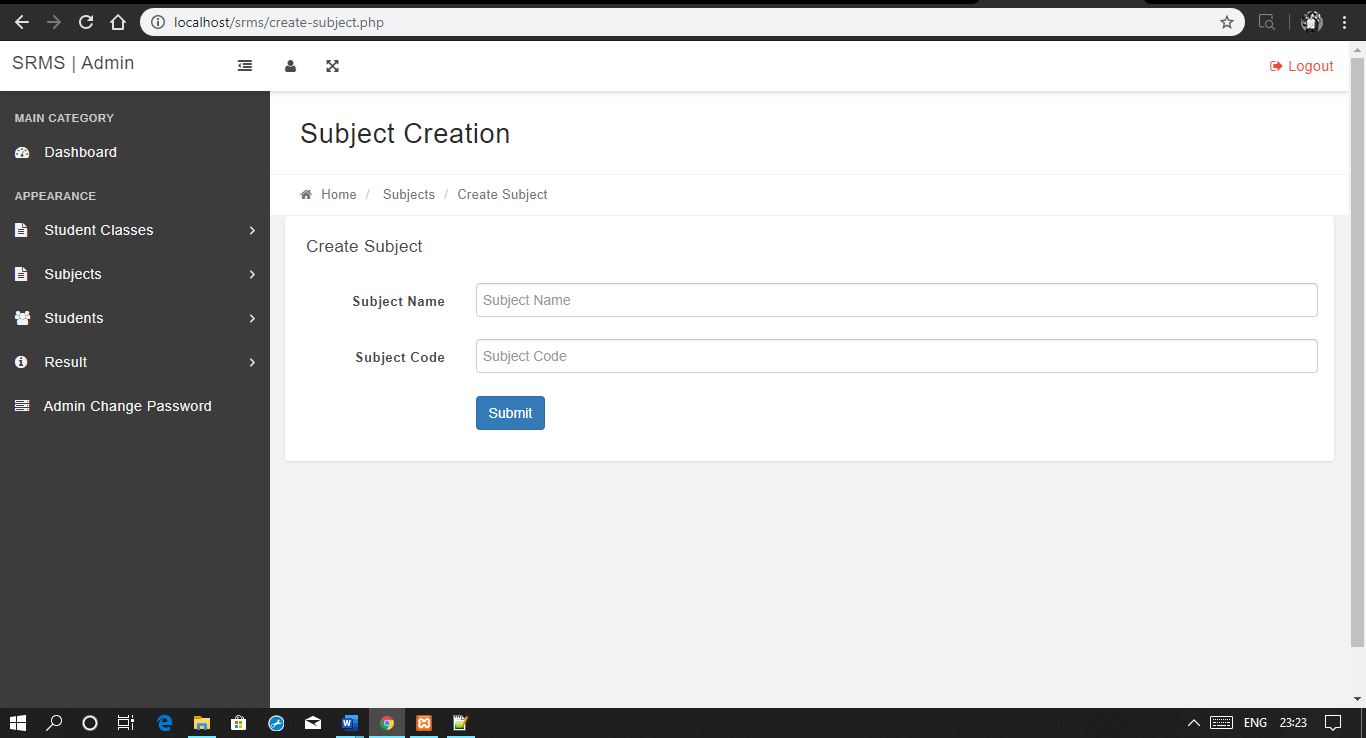 localhost/srms/create-subject.php
SRMS | Admin
Logout
MAIN CATEGORY
Dashboard
APPEARANCE
Student Classes
Subjects
Students
Result
Admin Change Password
Subject Creation
Home / Subjects / Create Subject
Create Subject
Subject Name Subject Name
Subject Code Subject Code
Submit
ENG 23:23